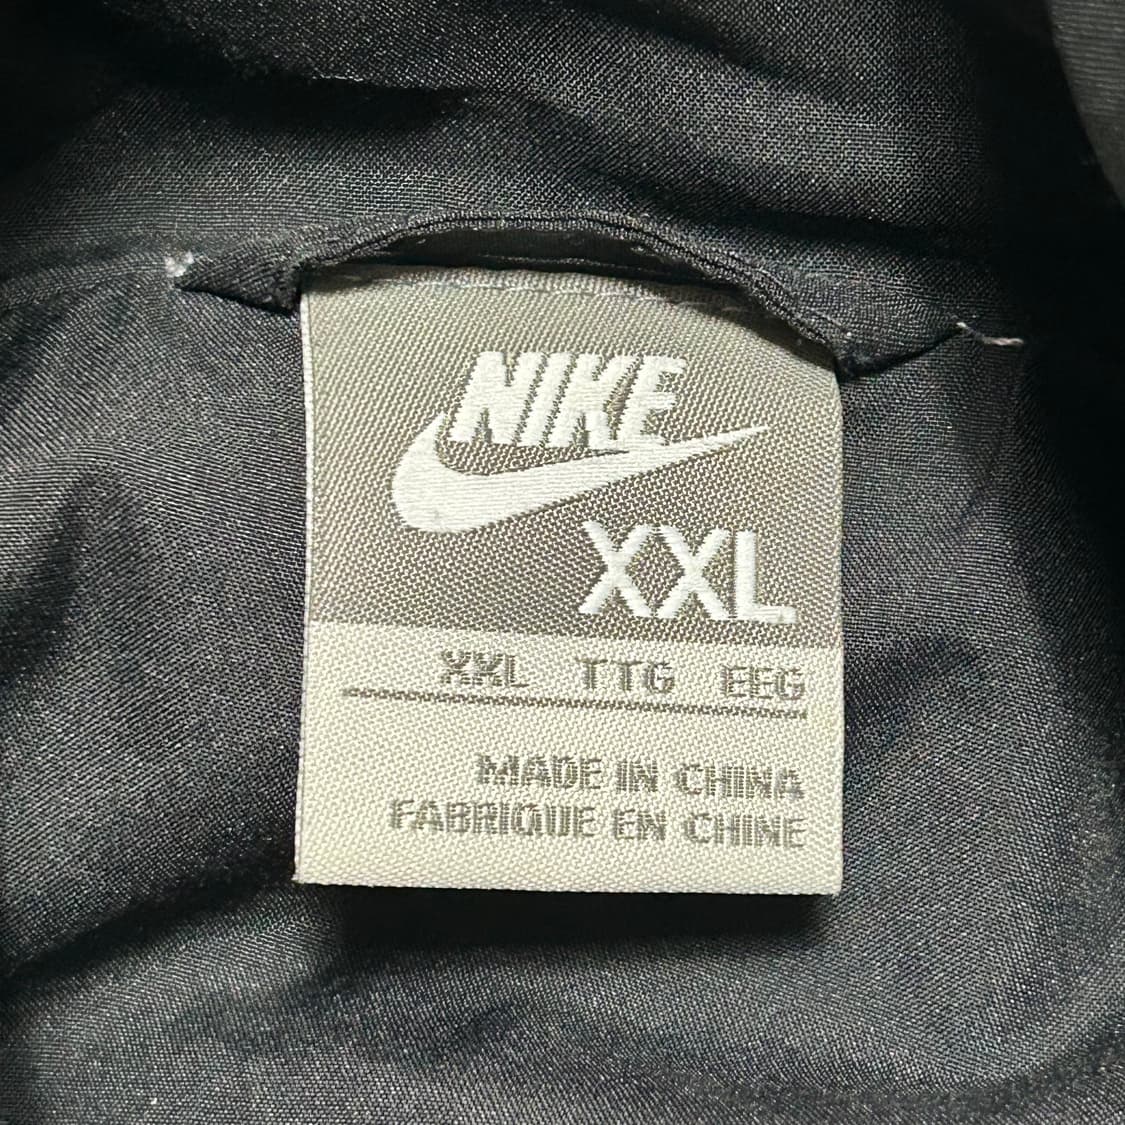 NIKE
XXL
XXL TTG EEG
MADE IN CHINA
FABRIQUE EN CHINE